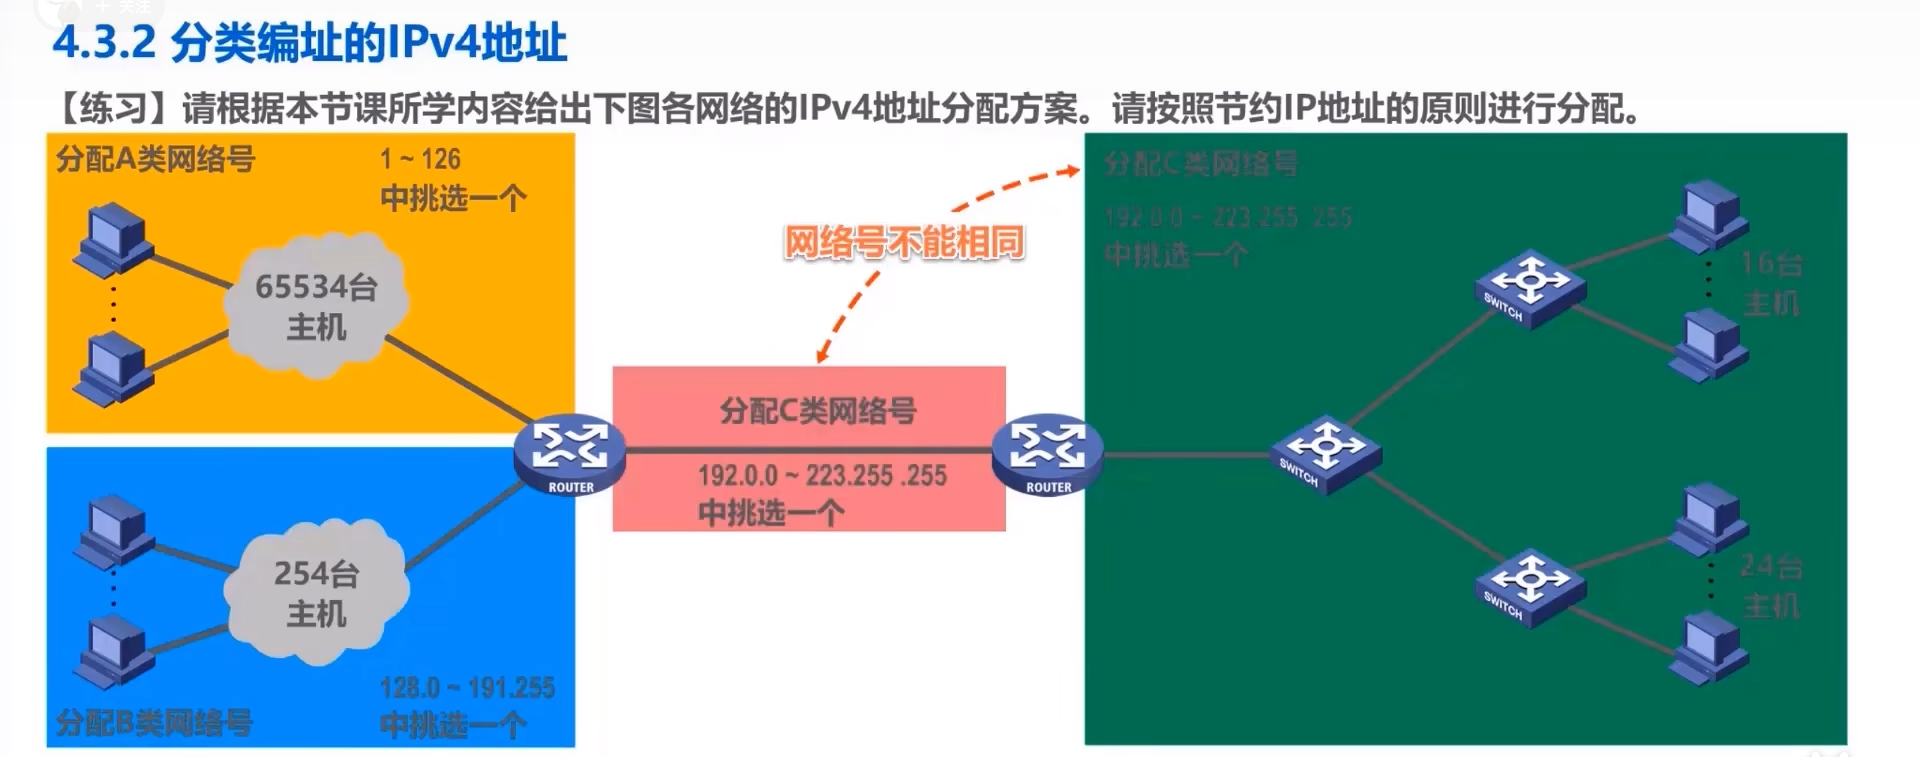 + 关注
4.3.2 分类编址的IPv4地址
【练习】请根据本节课所学内容给出下图各网络的IPv4地址分配方案。请按照节约IP地址的原则进行分配。
分配A类网络号
1 ~ 126
中挑选一个
65534台
主机
254台
主机
128.0 ~ 191.255
中挑选一个
分配B类网络号
ROUTER
网络号不能相同
分配C类网络号
192.0.0 ~ 223.255 .255
中挑选一个
ROUTER
分配C类网络号
192.0.0 ~ 223.255 .255
中挑选一个
SWITCH
16台
主机
SWITCH
SWITCH
24台
主机